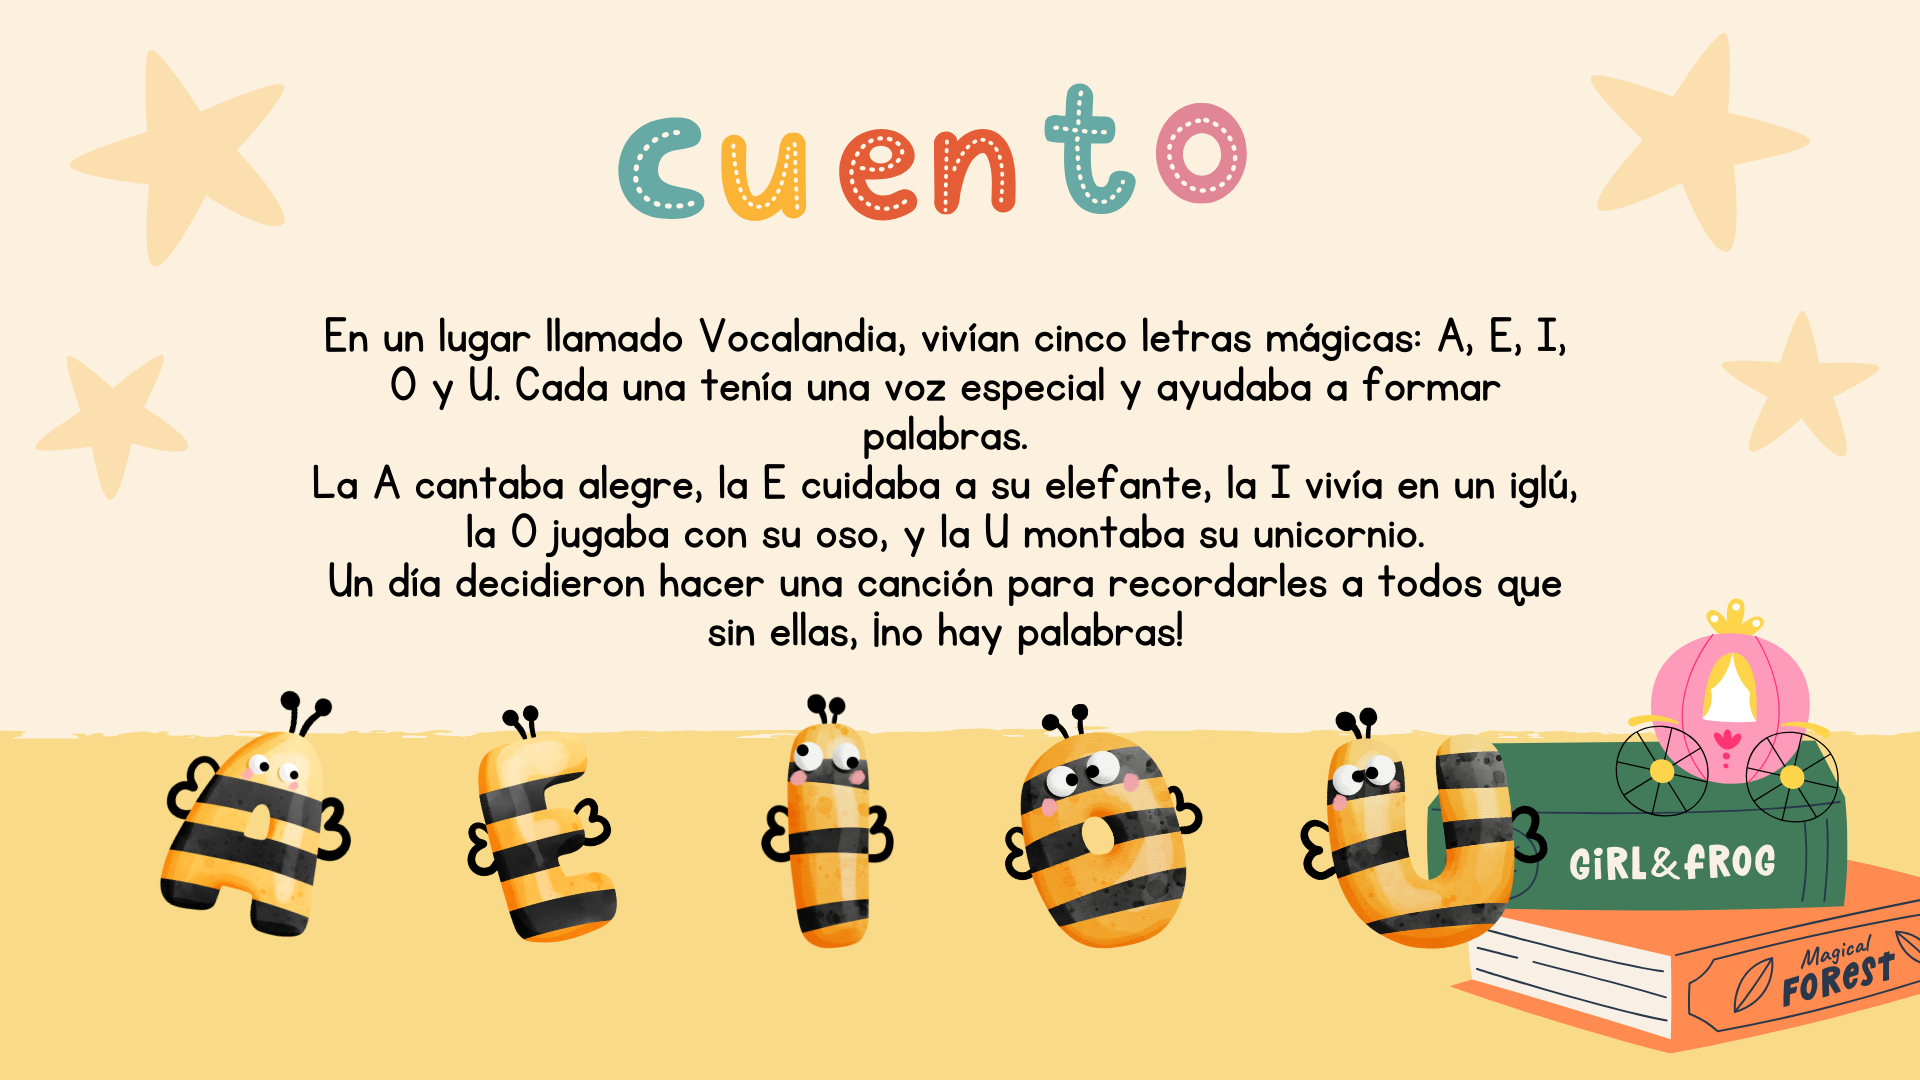 cuento
En un lugar llamado Vocalandia, vivían cinco letras mágicas: A, E, I,
O y U. Cada una tenía una voz especial y ayudaba a formar
palabras.
La A cantaba alegre, la E cuidaba a su elefante, la I vivía en un iglú,
la O jugaba con su oso, y la U montaba su unicornio.
Un día decidieron hacer una canción para recordarles a todos que
sin ellas, ¡no hay palabras!
A E I O U
GIRL&FROG
Magical
FOREST